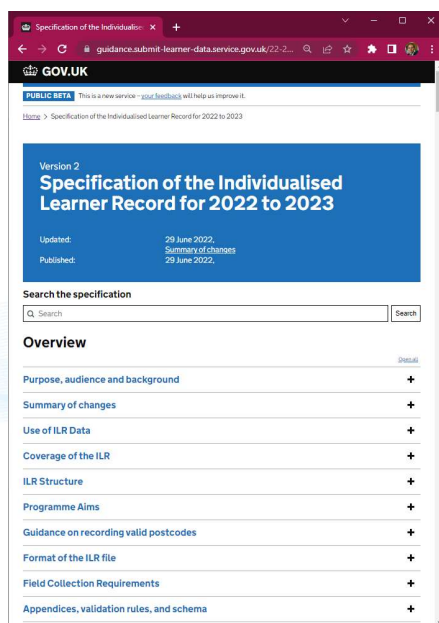 Specification of the Individualise
guidance.submit-learner-data.service.gov.uk/22-2...
GOV.UK
PUBLIC BETA This is a new service – your feedback will help us improve it.
Home > Specification of the Individualised Learner Record for 2022 to 2023
Version 2
Specification of the Individualised
Learner Record for 2022 to 2023
Updated: 29 June 2022,
Summary of changes
Published: 29 June 2022,
Search the specification
Search Search
Overview
Open all
Purpose, audience and background
Summary of changes
Use of ILR Data
Coverage of the ILR
ILR Structure
Programme Aims
Guidance on recording valid postcodes
Format of the ILR file
Field Collection Requirements
Appendices, validation rules, and schema